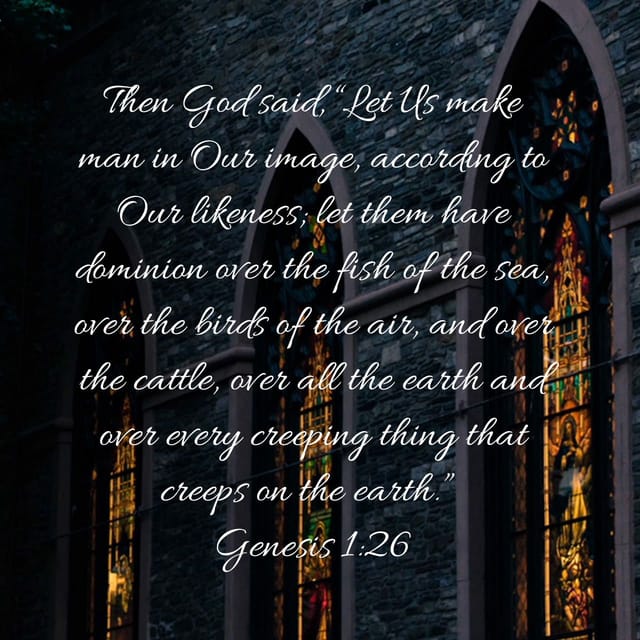 Then God said, “Let Us make
man in Our image, according to
Our likeness; let them have
dominion over the fish of the sea,
over the birds of the air, and over
the cattle, over all the earth and
over every creeping thing that
creeps on the earth.”
Genesis 1:26